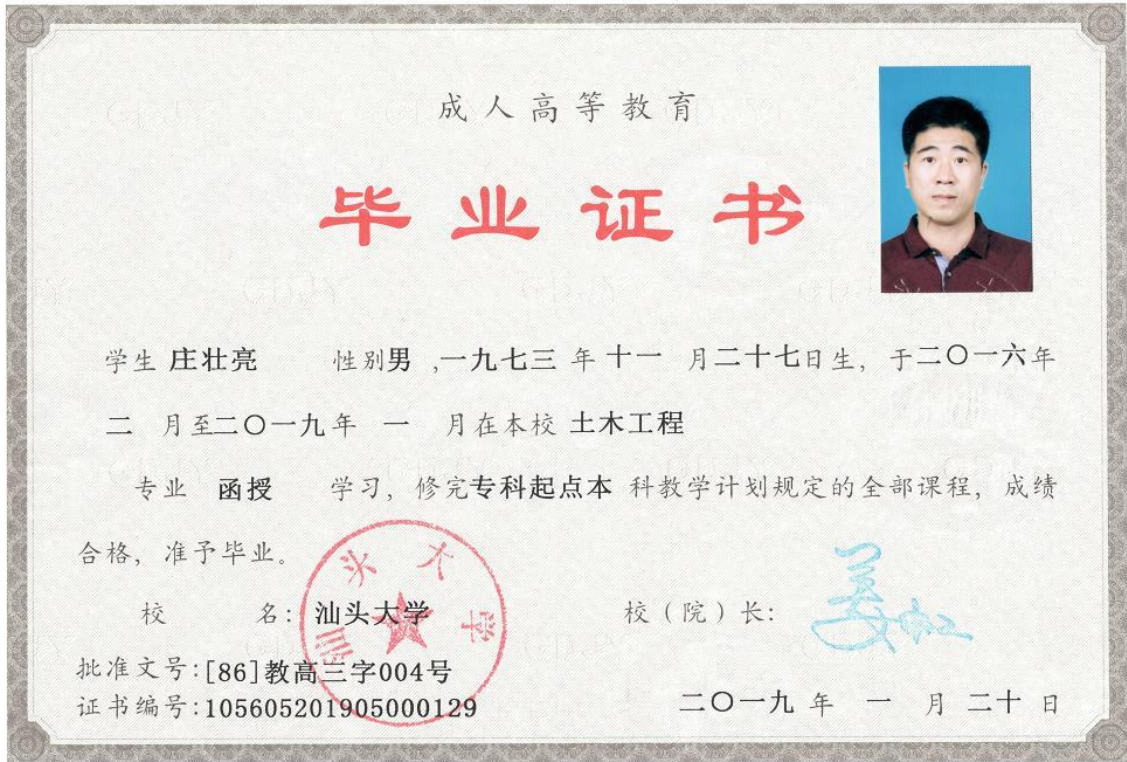 成人高等教育
毕业证书
学生 庄壮亮 性别男 ,一九七三 年 十一 月二十七日生, 于二〇一六年
二 月至二〇一九年 一 月在本校 土木工程
专业 函授 学习, 修完专科起点本 科教学计划规定的全部课程, 成绩
合格, 准予毕业。
汕头大学
校 名: 汕头大学 校(院)长:
批准文号:[86]教高三字004号
证书编号:105605201905000129
二〇一九 年 一 月 二十 日